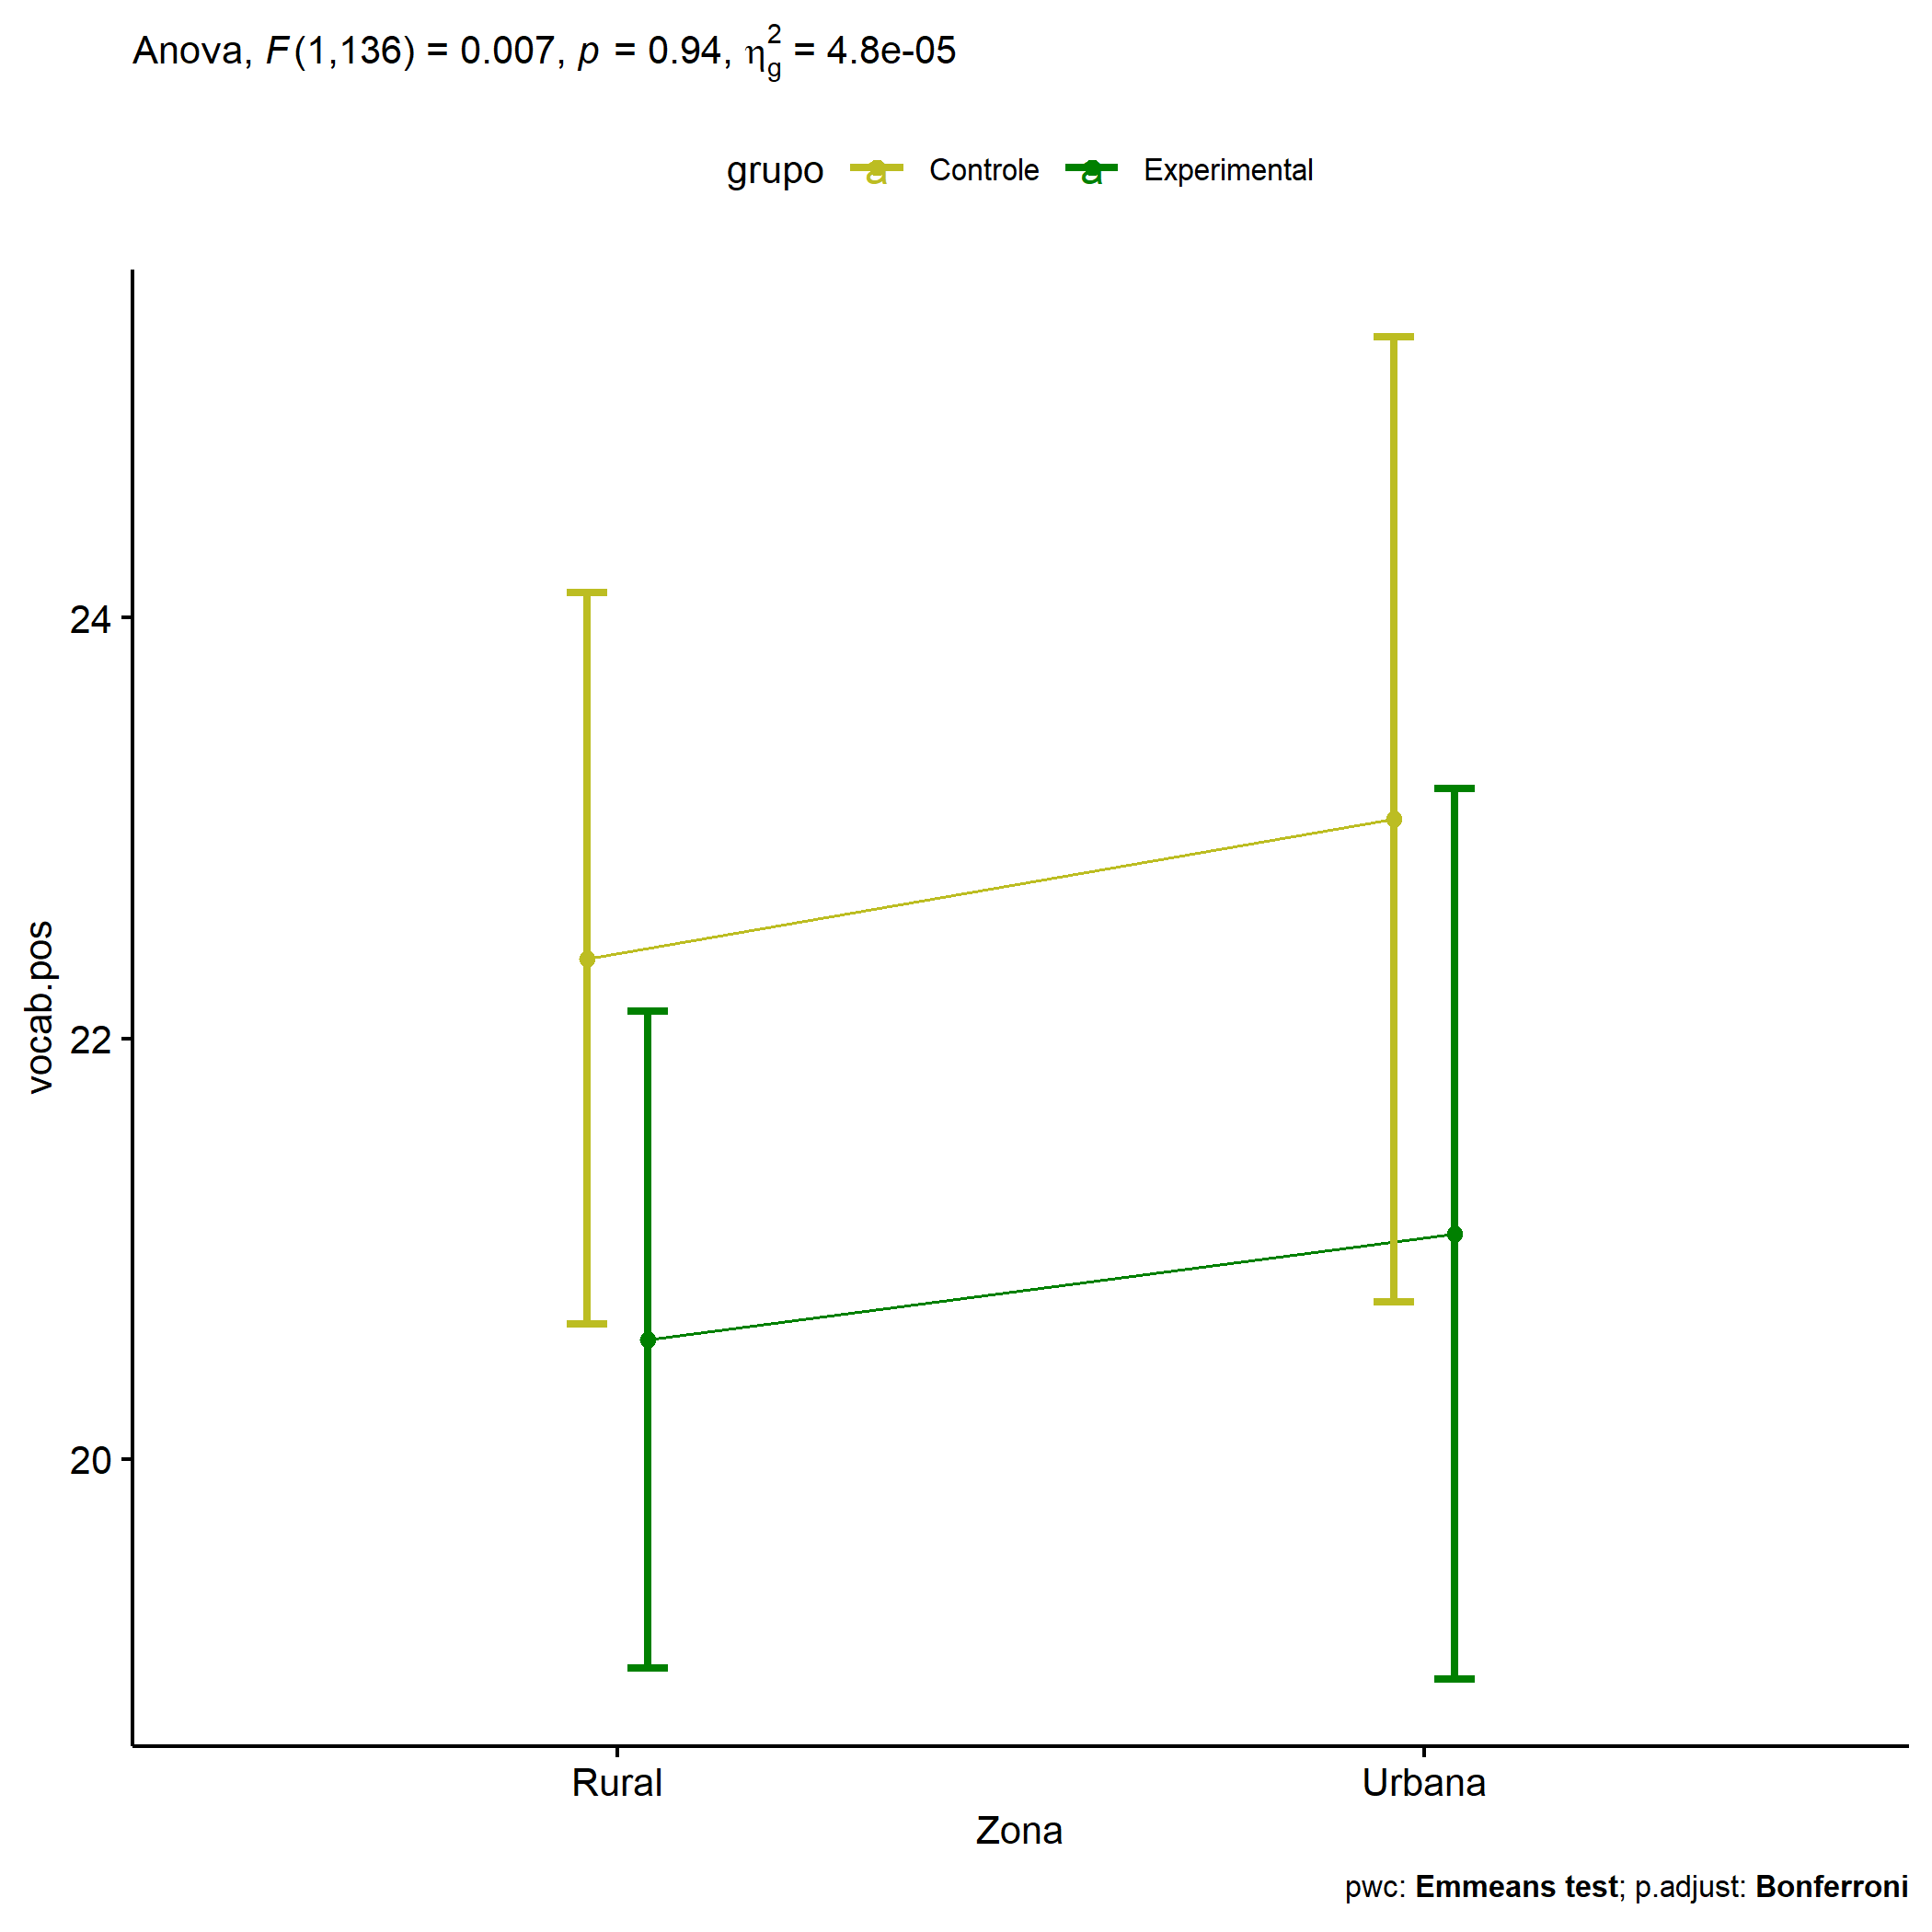 Anova, F(1,136) = 0.007, p = 0.94, η²g = 4.8e-05
grupo a Controle a Experimental
24
22
20
vocab.pos
Rural Urbana
Zona
pwc: Emmeans test; p.adjust: Bonferroni